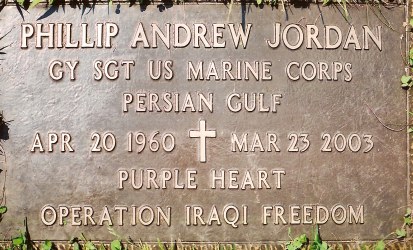 PHILLIP ANDREW JORDAN
GY SGT US MARINE CORPS
PERSIAN GULF
APR 20 1960 MAR 23 2003
PURPLE HEART
OPERATION IRAQI FREEDOM